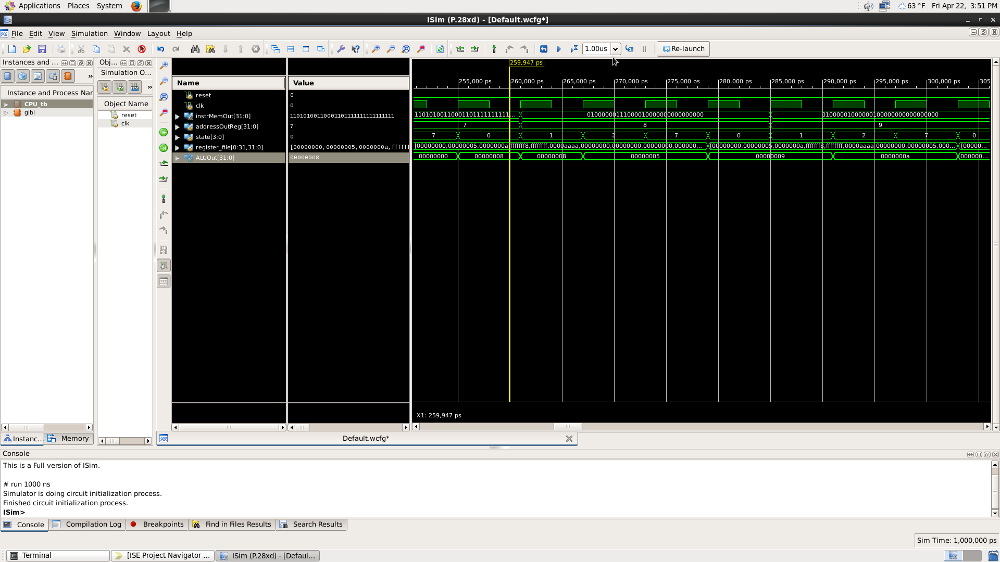 Applications Places System 63 °F Fri Apr 22, 3:51 PM
ISim (P.28xd) - [Default.wcfg*]
File Edit View Simulation Window Layout Help
1.00us Re-launch
Instances and ... Obj...
Simulation O...
Instance and Process Nar
CPU_tb
glbl
Object Name
reset
clk
Name Value
reset 0
clk 0
instrMemOut[31:0]
addressOutReg[31:0] 7
state[3:0] 0
register_file[0:31,31:0] [00000000,00000005,0000000a,fffff
ALUOut[31:0] 00000008
259,947 ps
255,000 ps 260,000 ps 265,000 ps 270,000 ps 275,000 ps 280,000 ps 285,000 ps 290,000 ps 295,000 ps 300,000 ps 305
7 8 9
7 0 1 2 7 0 1 2 7 0
[00000000,00000005,0000000a,ffffff8,ffffffff,0000aaaa,00000000,00000000,00000000,000000... [00000000,00000005,0000000a,fffffff8,ffffffff,0000aaaa,00000000,00000005,000... [00000...
00000000 00000008 00000008 00000005 00000009 0000000a 000000...
X1: 259,947 ps
Instanc... Memory
Default.wcfg*
Console
This is a Full version of ISim.
# run 1000 ns
Simulator is doing circuit initialization process.
Finished circuit initialization process.
ISim>
Console Compilation Log Breakpoints Find in Files Results Search Results
Sim Time: 1,000,000 ps
Terminal [ISE Project Navigator ... ISim (P.28xd) - [Defaul...